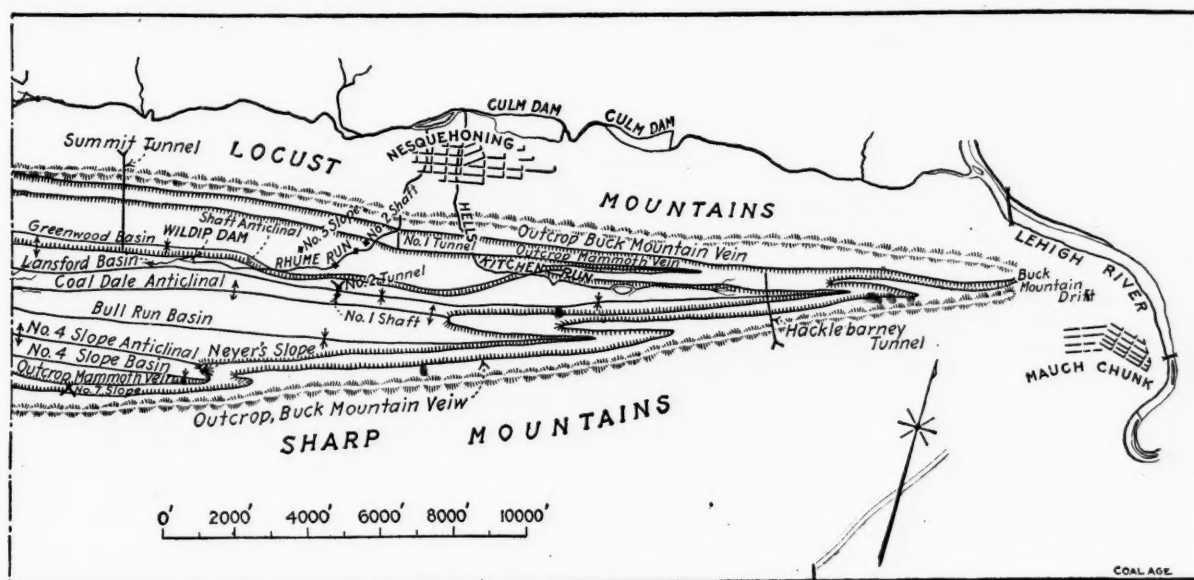 CULM DAM
CULM DAM
NESQUEHONING
Summit Tunnel
LOCUST
MOUNTAINS
No. 3 Slope
No. 2 Shaft
HELLS
KITCHEN RUN
Shaft Anticlinal
Greenwood Basin
WILDIP DAM
RHUME RUN
No. 1 Tunnel
Outcrop Buck Mountain Vein
Outcrop Mammoth Vein
LEHIGH RIVER
Lansford Basin
No. 2 Tunnel
Buck
Mountain
Drift
Coal Dale Anticlinal
No. 1 Shaft
Bull Run Basin
Hacklebarney
Tunnel
No. 4 Slope Anticlinal
Neyer's Slope
No. 4 Slope Basin
Outcrop Mammoth Vein
No. 7 Slope
MAUCH CHUNK
Outcrop, Buck Mountain Veiw
SHARP
MOUNTAINS
0' 2000' 4000' 6000' 8000' 10000'
COAL AGE